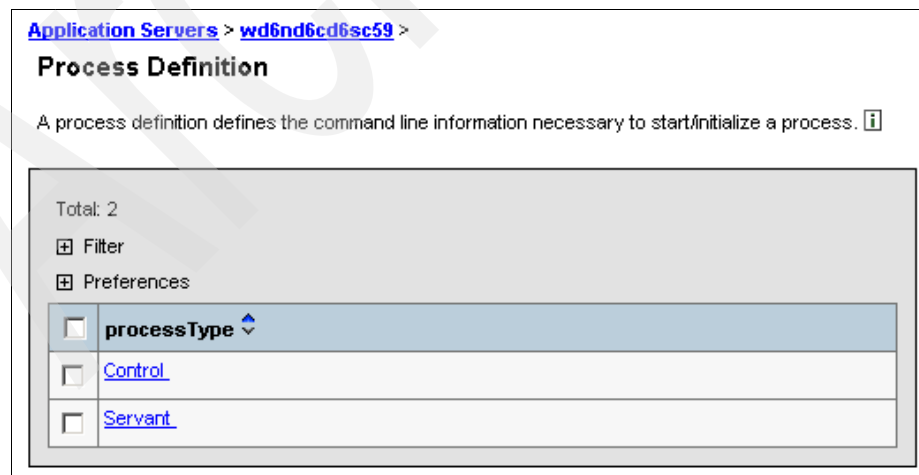 Application Servers > wd6nd6cd6sc59 >
Process Definition
A process definition defines the command line information necessary to start/initialize a process. i
Total: 2
Filter
Preferences
processType
Control
Servant